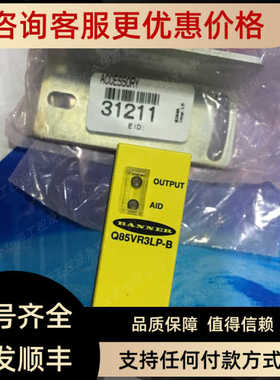 咨询客服更优惠价格
ACCESSORY
31211
EID:
OUTPUT
AID
BANNER
Q85VR3LP-B
号齐全
发顺丰
品质保障 值得信赖
支持任何付款方式